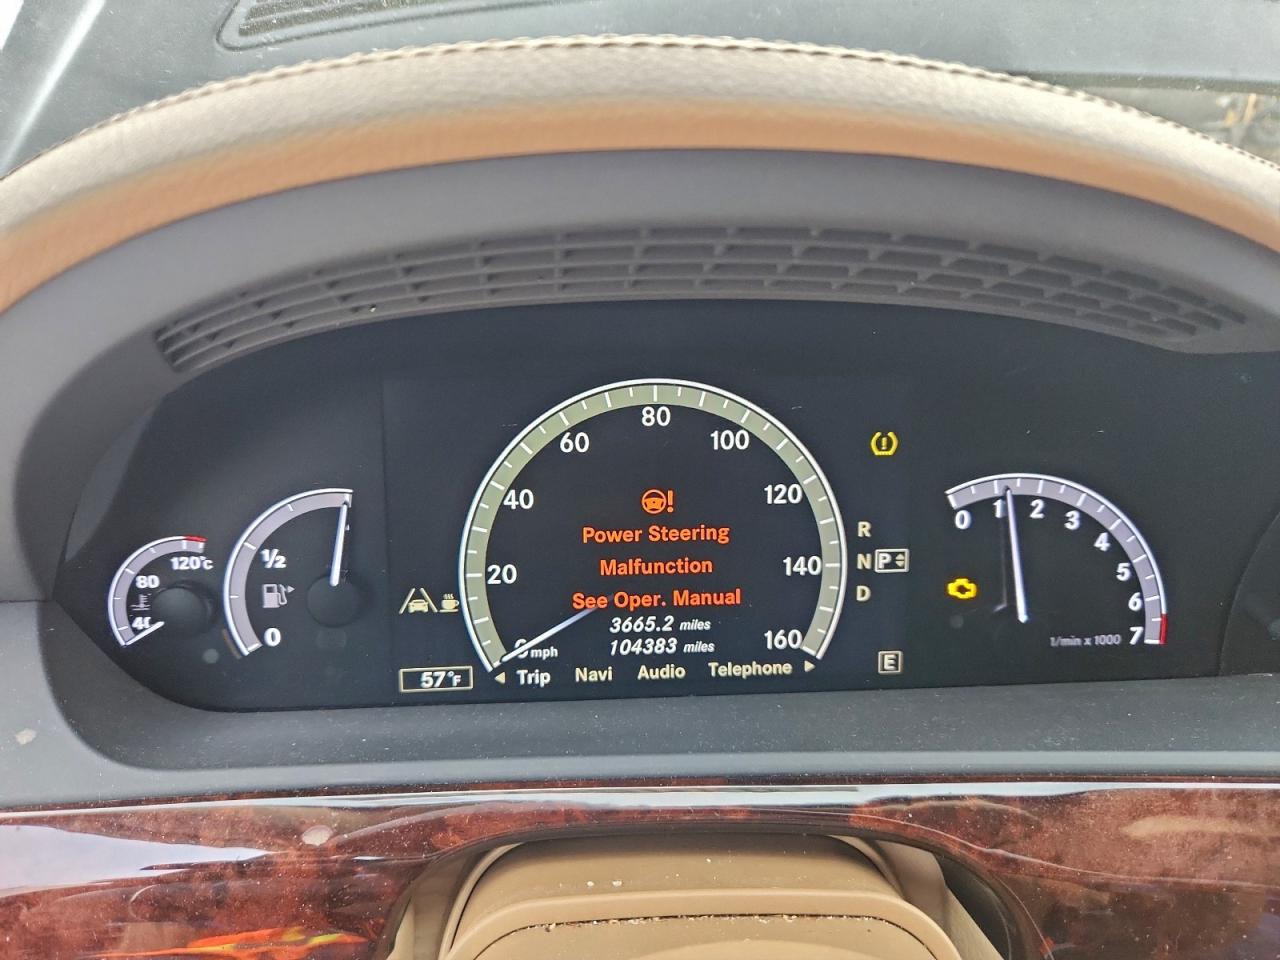 120°C
80
40
½
0
0 mph
20
40
60
80
100
120
140
160
Power Steering
Malfunction
See Oper. Manual
3665.2 miles
104383 miles
Trip Navi Audio Telephone
57°F
R
N P
D
E
0
1
2
3
4
5
6
7
1/min x 1000